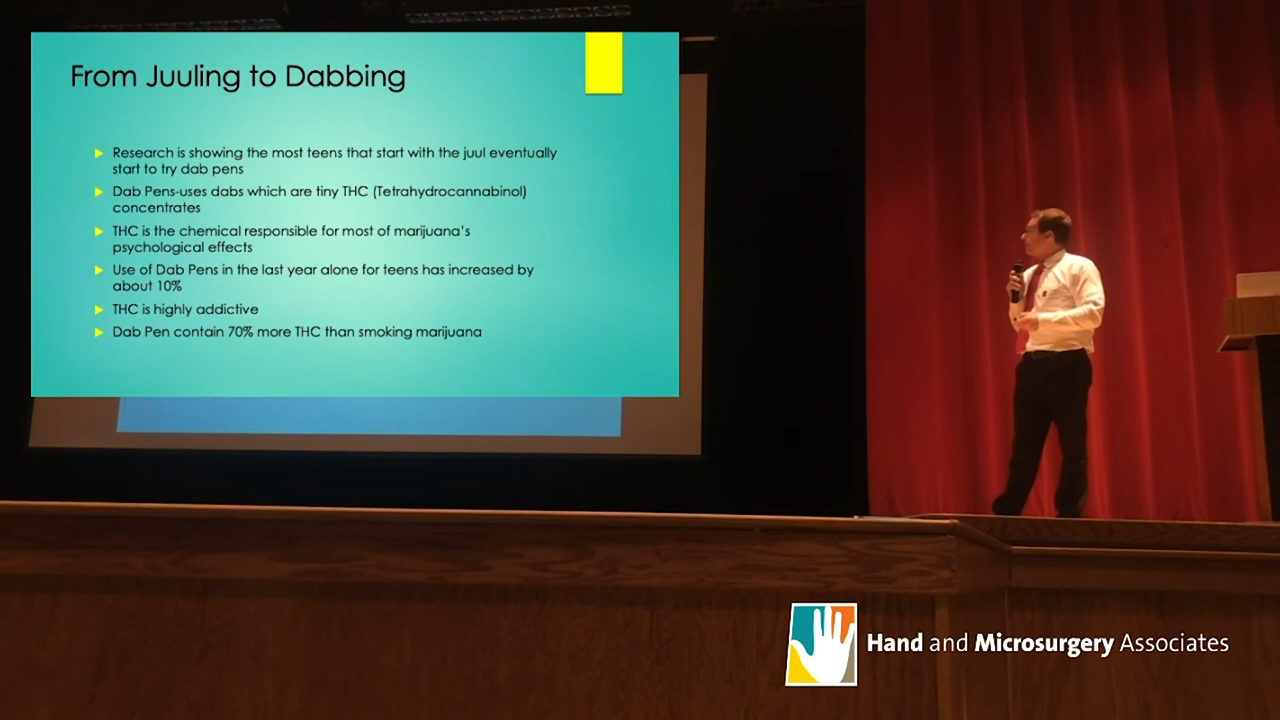 From Juuling to Dabbing
Research is showing the most teens that start with the juul eventually
start to try dab pens
Dab Pens-uses dabs which are tiny THC (Tetrahydrocannabinol)
concentrates
THC is the chemical responsible for most of marijuana's
psychological effects
Use of Dab Pens in the last year alone for teens has increased by
about 10%
THC is highly addictive
Dab Pen contain 70% more THC than smoking marijuana
Hand and Microsurgery Associates